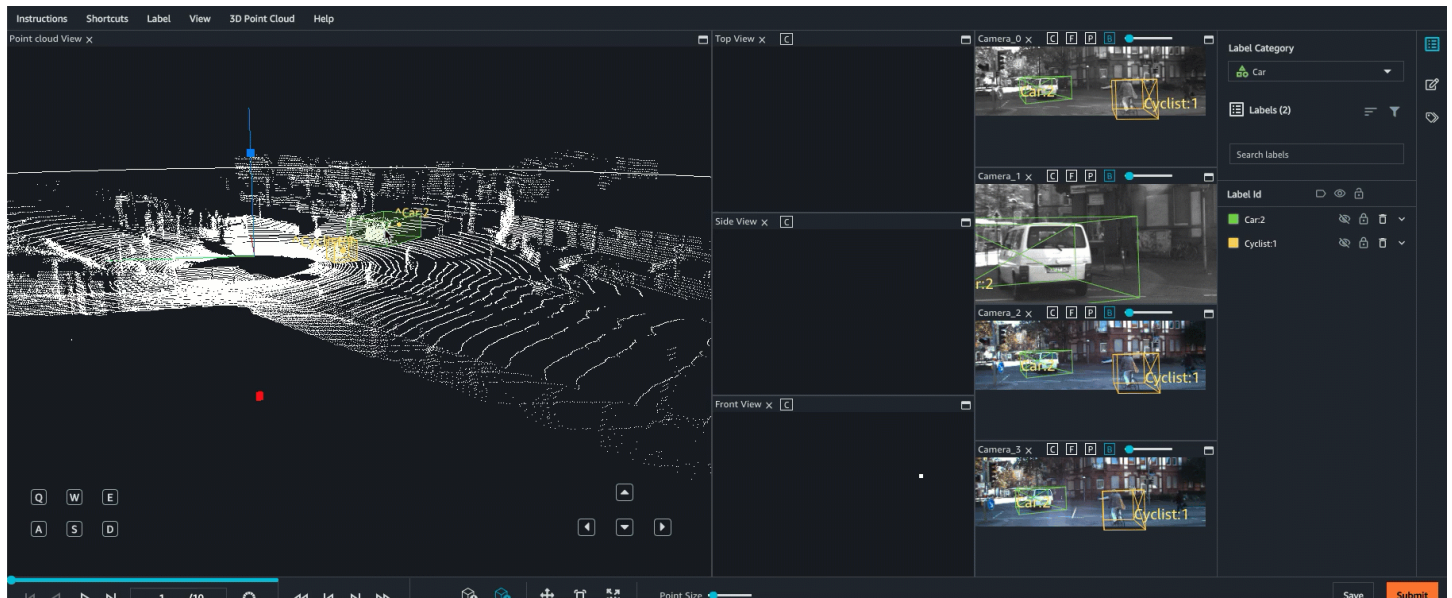 Instructions Shortcuts Label View 3D Point Cloud Help
Point cloud View x
^Car:2
Q W E
A S D
Top View x C
Side View x C
Front View x C
Camera_0 x C F P B
Car:2
Cyclist:1
Camera_1 x C F P B
r:2
Camera_2 x C F P B
Car:2
Cyclist:1
Camera_3 x C F P B
Car:2
Cyclist:1
Label Category
Car
Labels (2)
Search labels
Label Id
Car:2
Cyclist:1
1 /10
Point Size
Save
Submit